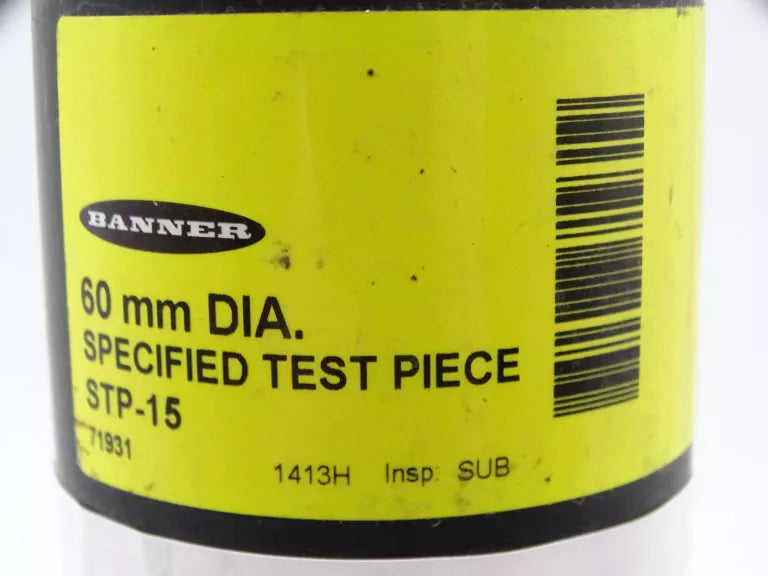 BANNER
60 mm DIA.
SPECIFIED TEST PIECE
STP-15
71931
1413H Insp: SUB